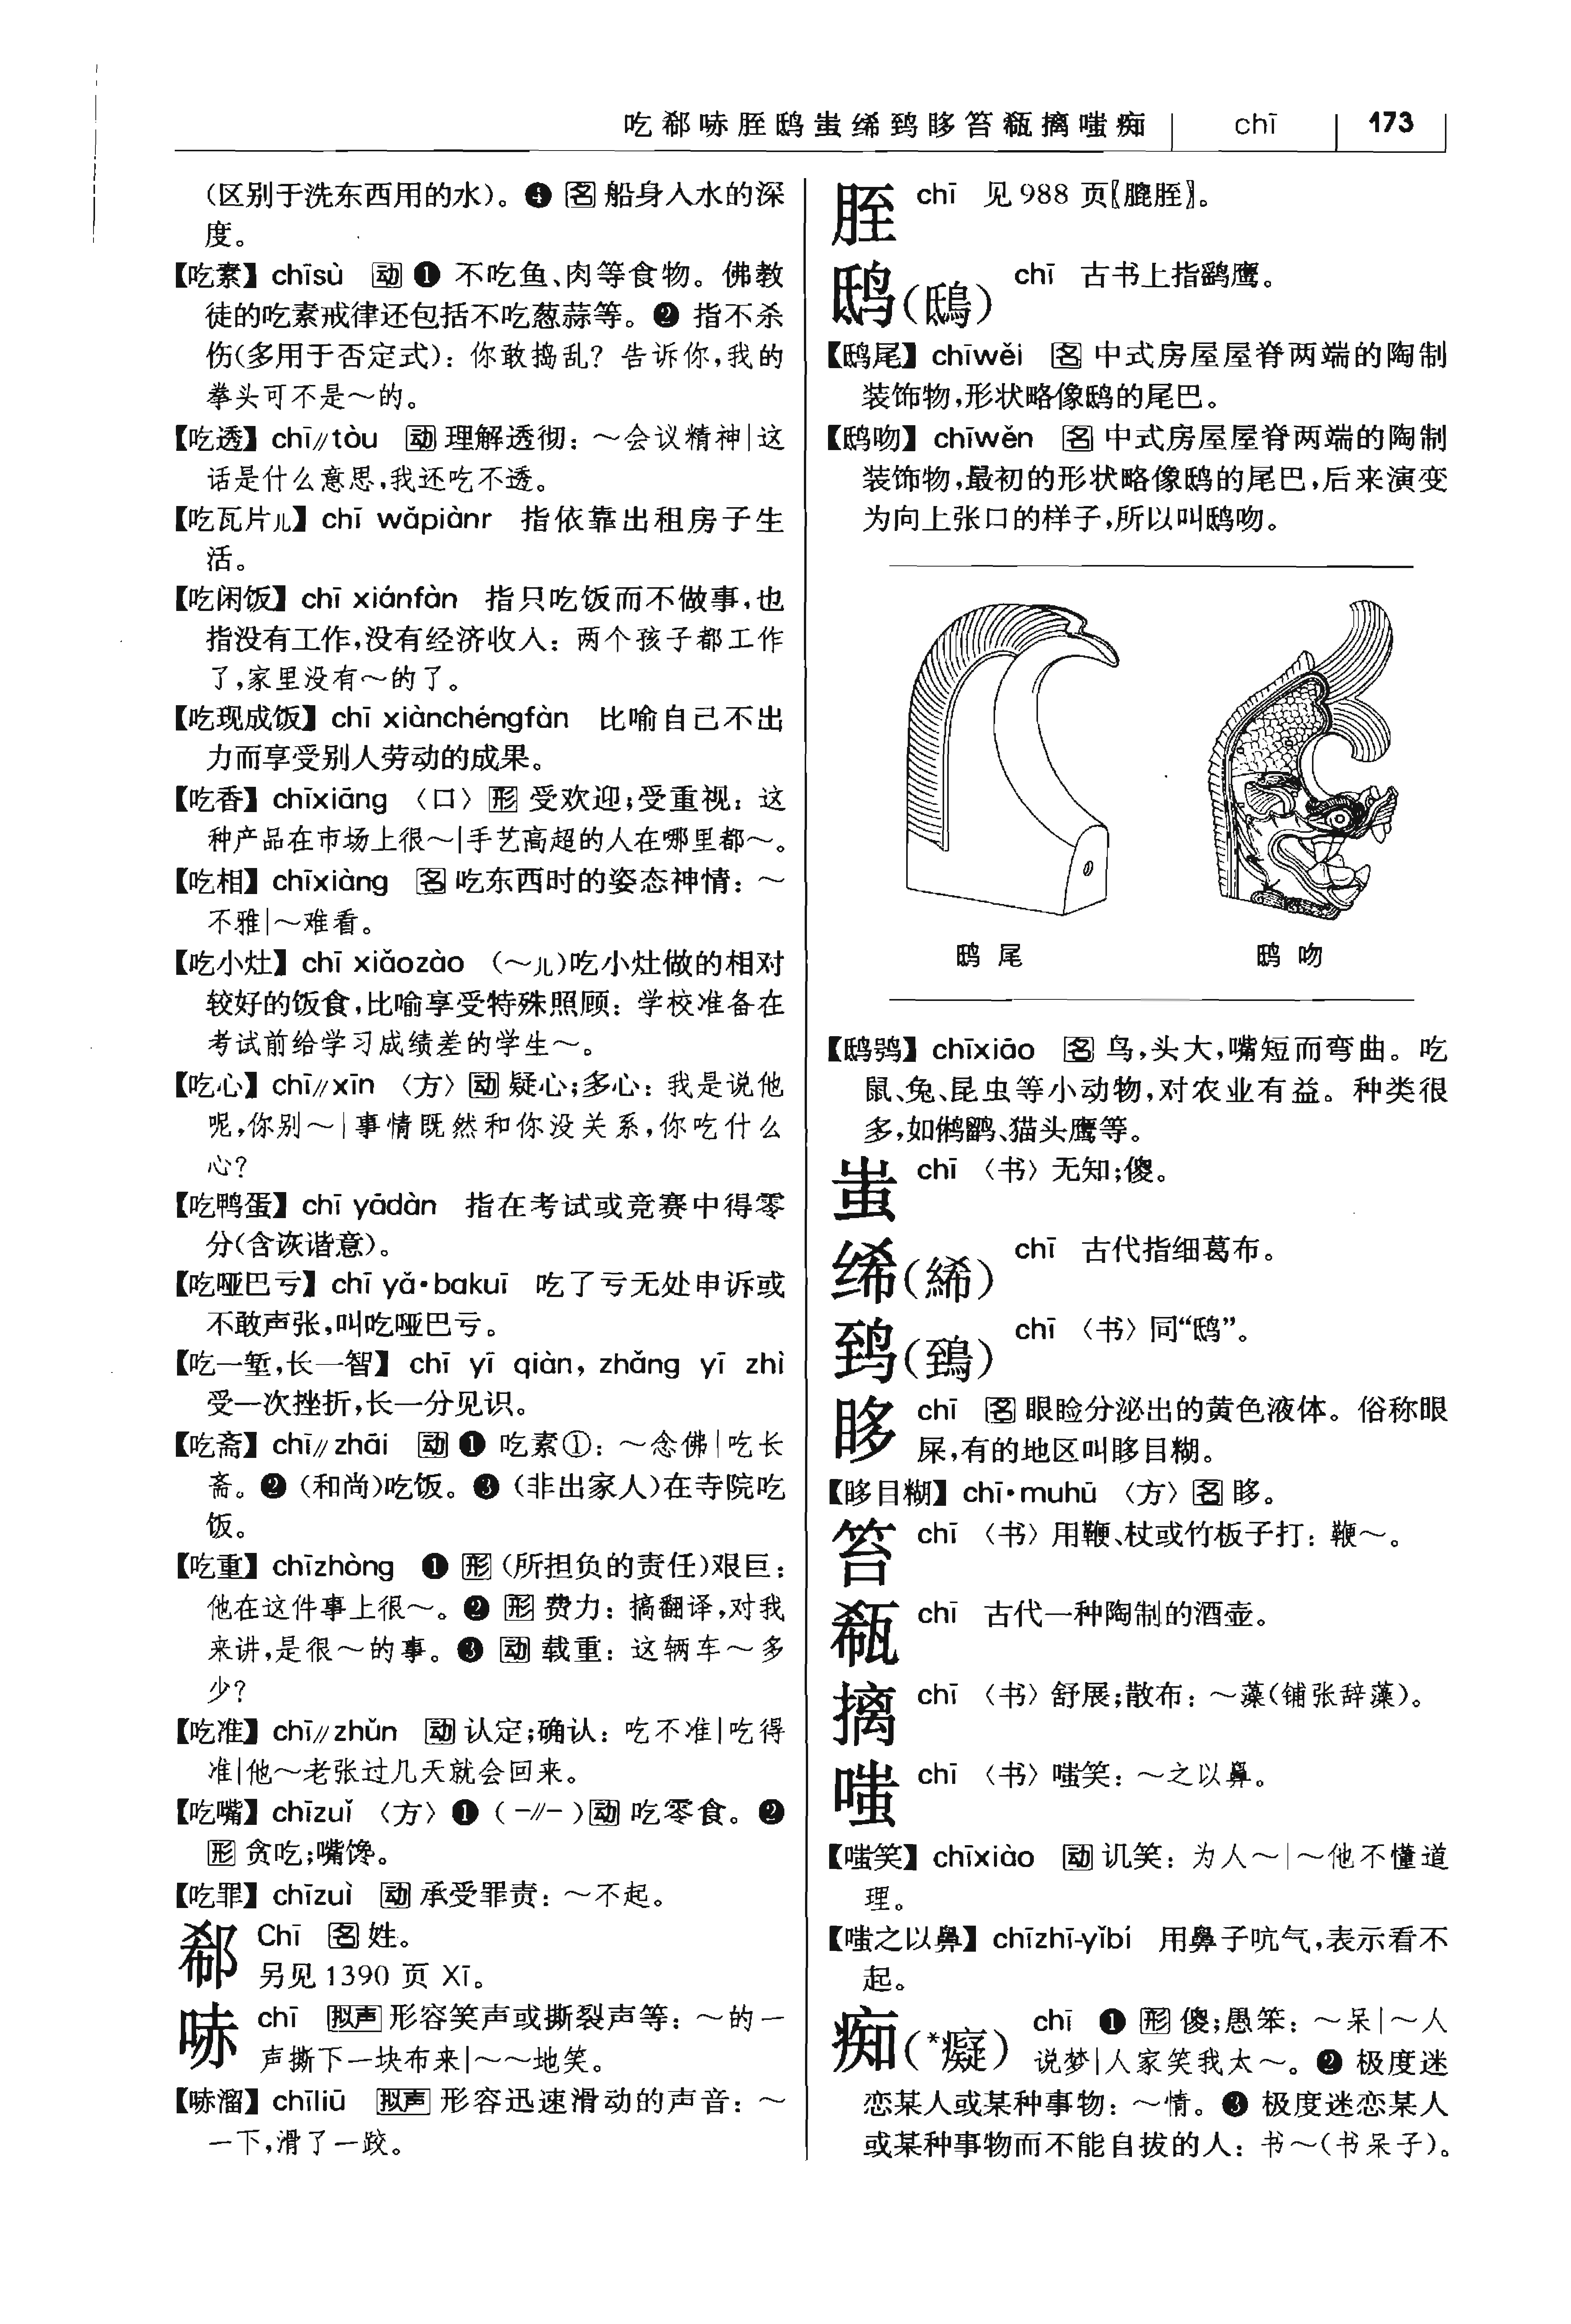 吃郗哧胵鸱蚩绨鵄眵笞瓻摛嗤痴 chī 173
(区别于洗东西用的水)。❹ 名 船身入水的深
度。
【吃素】chīsù 动 ❶ 不吃鱼、肉等食物。佛教
徒的吃素戒律还包括不吃葱蒜等。❷ 指不杀
伤(多用于否定式): 你敢捣乱? 告诉你,我的
拳头可不是～的。
【吃透】chī∥tòu 动 理解透彻: ～会议精神|这
话是什么意思,我还吃不透。
【吃瓦片儿】chī wǎpiànr 指依靠出租房子生
活。
【吃闲饭】chī xiánfàn 指只吃饭而不做事,也
指没有工作,没有经济收入: 两个孩子都工作
了,家里没有～的了。
【吃现成饭】chī xiànchéngfàn 比喻自己不出
力而享受别人劳动的成果。
【吃香】chīxiāng 〈口〉形 受欢迎;受重视: 这
种产品在市场上很～|手艺高超的人在哪里都～。
【吃相】chīxiàng 名 吃东西时的姿态神情: ～
不雅|～难看。
【吃小灶】chī xiǎozào (～儿)吃小灶做的相对
较好的饭食,比喻享受特殊照顾: 学校准备在
考试前给学习成绩差的学生～。
【吃心】chī∥xīn 〈方〉动 疑心;多心: 我是说他
呢,你别～|事情既然和你没关系,你吃什么
心?
【吃鸭蛋】chī yādàn 指在考试或竞赛中得零
分(含诙谐意)。
【吃哑巴亏】chī yǎ·bakuī 吃了亏无处申诉或
不敢声张,叫吃哑巴亏。
【吃一堑,长一智】chī yī qiàn, zhǎng yī zhì
受一次挫折,长一分见识。
【吃斋】chī∥zhāi 动 ❶ 吃素①: ～念佛|吃长
斋。❷ (和尚)吃饭。❸ (非出家人)在寺院吃
饭。
【吃重】chīzhòng ❶ 形 (所担负的责任)艰巨:
他在这件事上很～。❷ 形 费力: 搞翻译,对我
来讲,是很～的事。❸ 动 载重: 这辆车～多
少?
【吃准】chī∥zhǔn 动 认定;确认: 吃不准|吃得
准|他～老张过几天就会回来。
【吃嘴】chīzuǐ 〈方〉❶ (-∥-)动 吃零食。❷
形 贪吃;嘴馋。
【吃罪】chīzuì 动 承受罪责: ～不起。
郗 Chī 名 姓。
另见 1390 页 Xī。
哧 chī 拟声 形容笑声或撕裂声等: ～的一
声撕下一块布来|～～地笑。
【哧溜】chīliū 拟声 形容迅速滑动的声音: ～
一下,滑了一跤。
胵 chī 见 988 页〖膍胵〗。
鸱(鴟) chī 古书上指鹞鹰。
【鸱尾】chīwěi 名 中式房屋屋脊两端的陶制
装饰物,形状略像鸱的尾巴。
【鸱吻】chīwěn 名 中式房屋屋脊两端的陶制
装饰物,最初的形状略像鸱的尾巴,后来演变
为向上张口的样子,所以叫鸱吻。
鸱 尾 鸱 吻
【鸱鸮】chīxiāo 名 鸟,头大,嘴短而弯曲。吃
鼠、兔、昆虫等小动物,对农业有益。种类很
多,如鸺鹠、猫头鹰等。
蚩 chī 〈书〉无知;傻。
𫄨(絺) chī 古代指细葛布。
𫛛(鵄) chī 〈书〉同“鸱”。
眵 chī 名 眼睑分泌出的黄色液体。俗称眼
屎,有的地区叫眵目糊。
【眵目糊】chī·muhū 〈方〉名 眵。
笞 chī 〈书〉用鞭、杖或竹板子打: 鞭～。
瓻 chī 古代一种陶制的酒壶。
摛 chī 〈书〉舒展;散布: ～藻(铺张辞藻)。
嗤 chī 〈书〉嗤笑: ～之以鼻。
【嗤笑】chīxiào 动 讥笑: 为人～|～他不懂道
理。
【嗤之以鼻】chīzhī-yǐbí 用鼻子吭气,表示看不
起。
痴(*癡) chī ❶ 形 傻;愚笨: ～呆|～人
说梦|人家笑我太～。❷ 极度迷
恋某人或某种事物: ～情。❸ 极度迷恋某人
或某种事物而不能自拔的人: 书～(书呆子)。